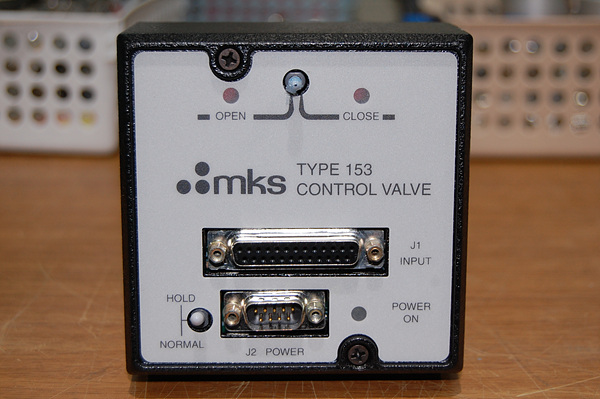 OPEN CLOSE
mks TYPE 153
CONTROL VALVE
J1
INPUT
HOLD
NORMAL
POWER
ON
J2 POWER